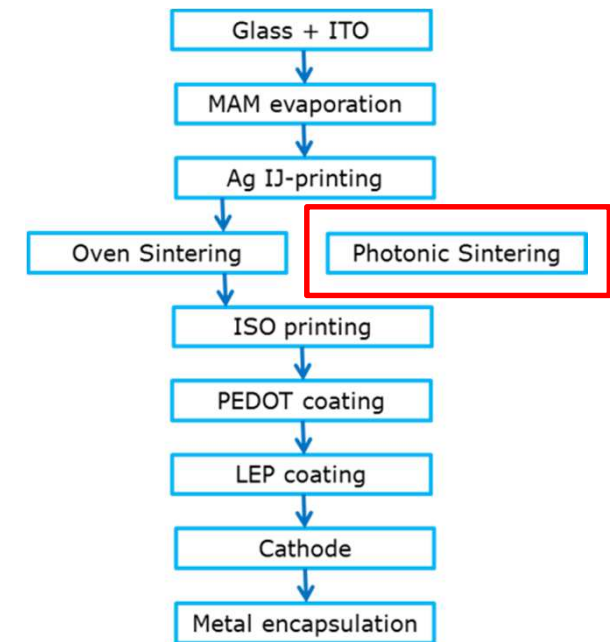 Glass + ITO
MAM evaporation
Ag IJ-printing
Oven Sintering
Photonic Sintering
ISO printing
PEDOT coating
LEP coating
Cathode
Metal encapsulation